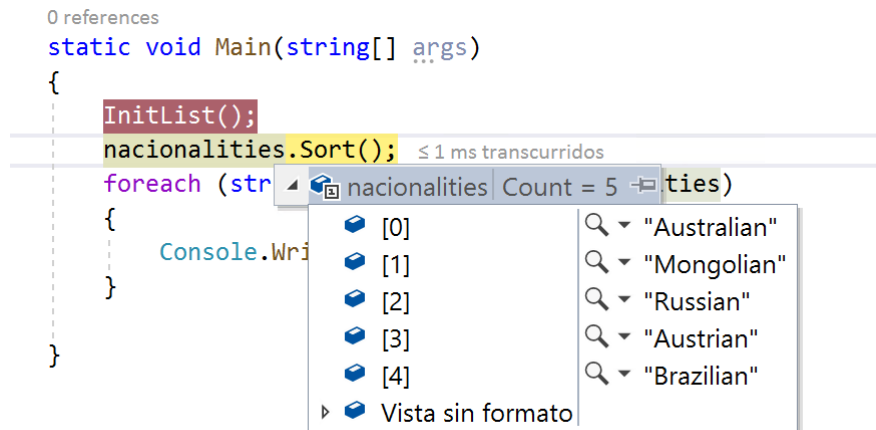 0 references
static void Main(string[] args)
{
InitList();
nacionalities.Sort(); ≤ 1 ms transcurridos
foreach (str nacionalities Count = 5 ties)
{ [0] "Australian"
Console.Wri [1] "Mongolian"
} [2] "Russian"
[3] "Austrian"
} [4] "Brazilian"
Vista sin formato